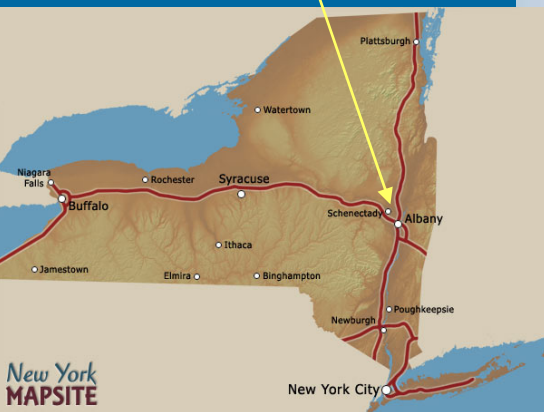 Plattsburgh
Watertown
Niagara
Falls
Rochester
Syracuse
Buffalo
Schenectady
Albany
Ithaca
Jamestown
Elmira
Binghampton
Poughkeepsie
Newburgh
New York City
New York
MAPSITE